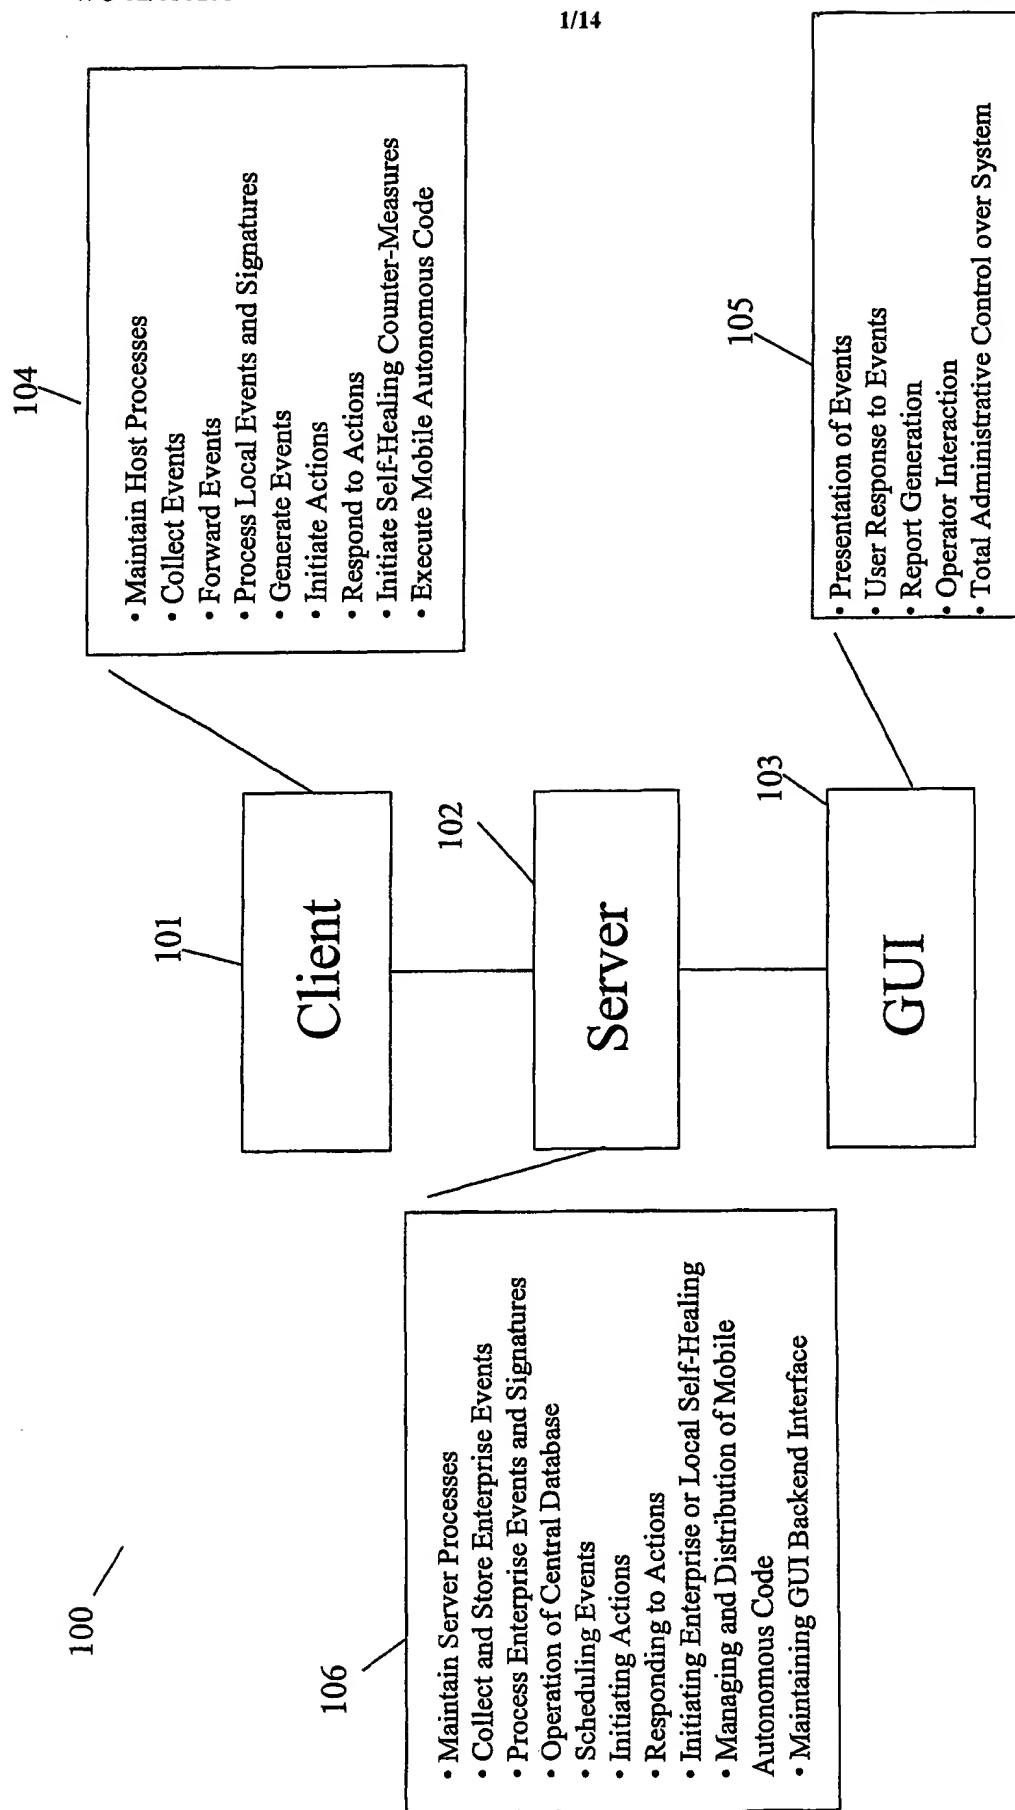 1/14
100
101
Client
102
Server
103
GUI
104
• Maintain Host Processes
• Collect Events
• Forward Events
• Process Local Events and Signatures
• Generate Events
• Initiate Actions
• Respond to Actions
• Initiate Self-Healing Counter-Measures
• Execute Mobile Autonomous Code
105
• Presentation of Events
• User Response to Events
• Report Generation
• Operator Interaction
• Total Administrative Control over System
106
• Maintain Server Processes
• Collect and Store Enterprise Events
• Process Enterprise Events and Signatures
• Operation of Central Database
• Scheduling Events
• Initiating Actions
• Responding to Actions
• Initiating Enterprise or Local Self-Healing
• Managing and Distribution of Mobile
Autonomous Code
• Maintaining GUI Backend Interface